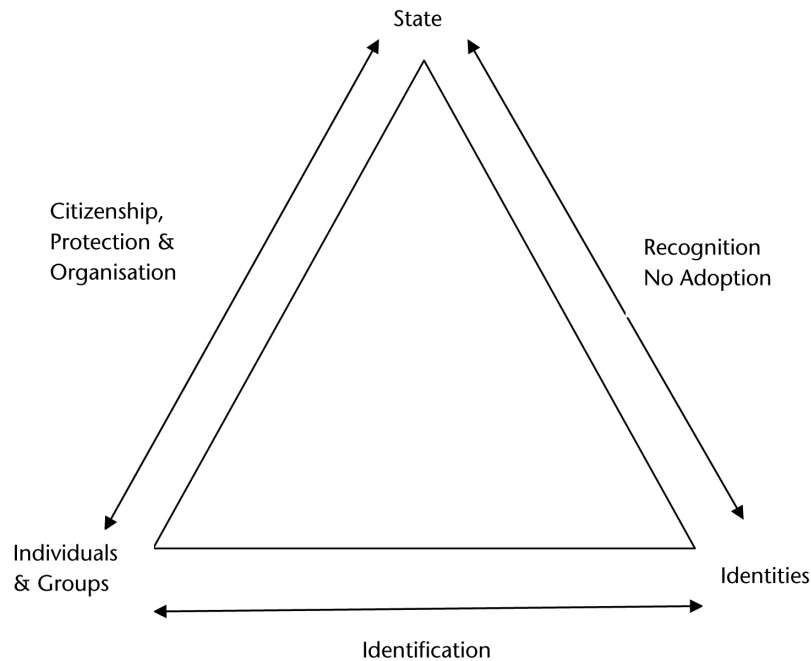 State
Citizenship,
Protection &
Organisation
Recognition
No Adoption
Individuals
& Groups
Identities
Identification